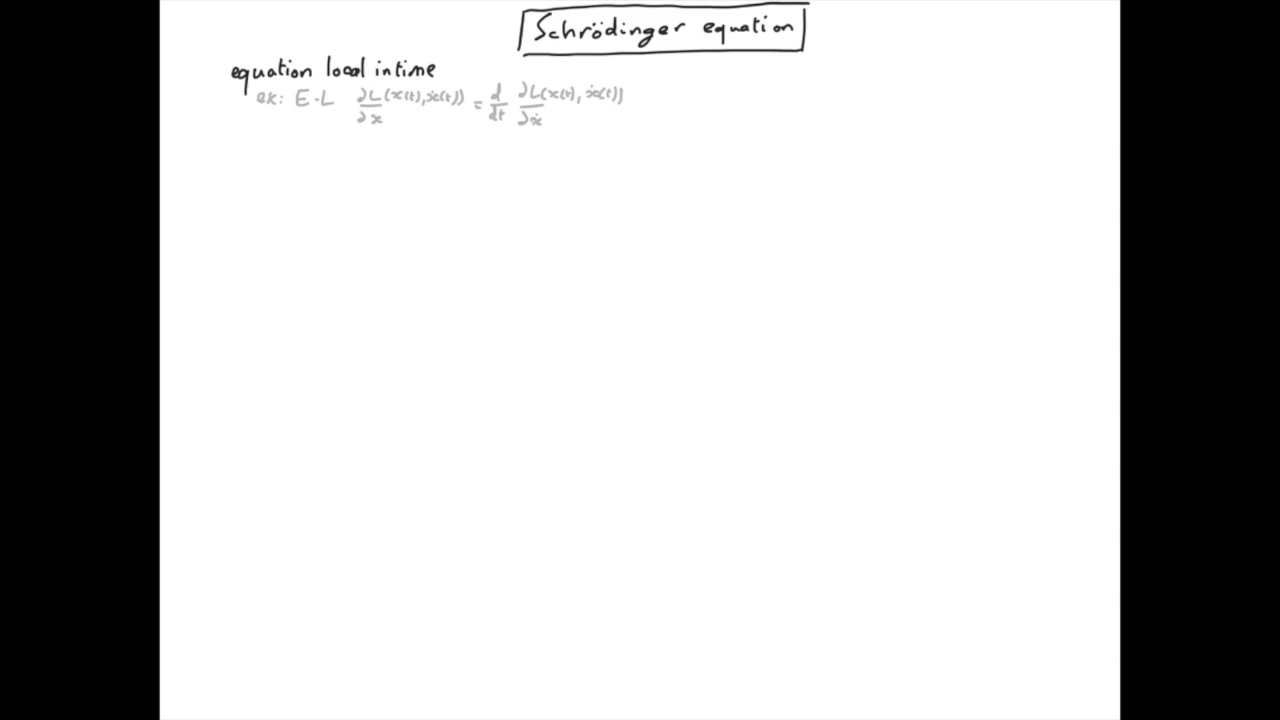 Schrödinger equation
equation local in time
ex: E-L ∂L/∂x (x(t), ẋ(t)) = d/dt ∂L/∂ẋ (x(t), ẋ(t))